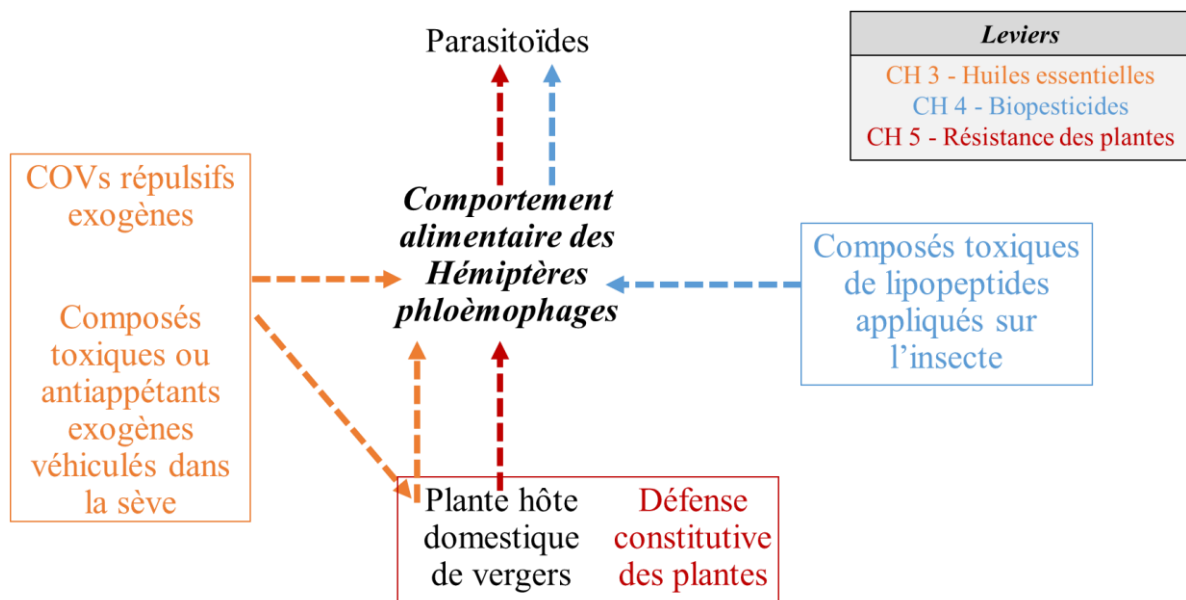 Parasitoïdes
Leviers
CH 3 - Huiles essentielles
CH 4 - Biopesticides
CH 5 - Résistance des plantes
COVs répulsifs
exogènes
Composés
toxiques ou
antiappétants
exogènes
véhiculés dans
la sève
Comportement
alimentaire des
Hémiptères
phloèmophages
Composés toxiques
de lipopeptides
appliqués sur
l’insecte
Plante hôte
domestique
de vergers
Défense
constitutive
des plantes